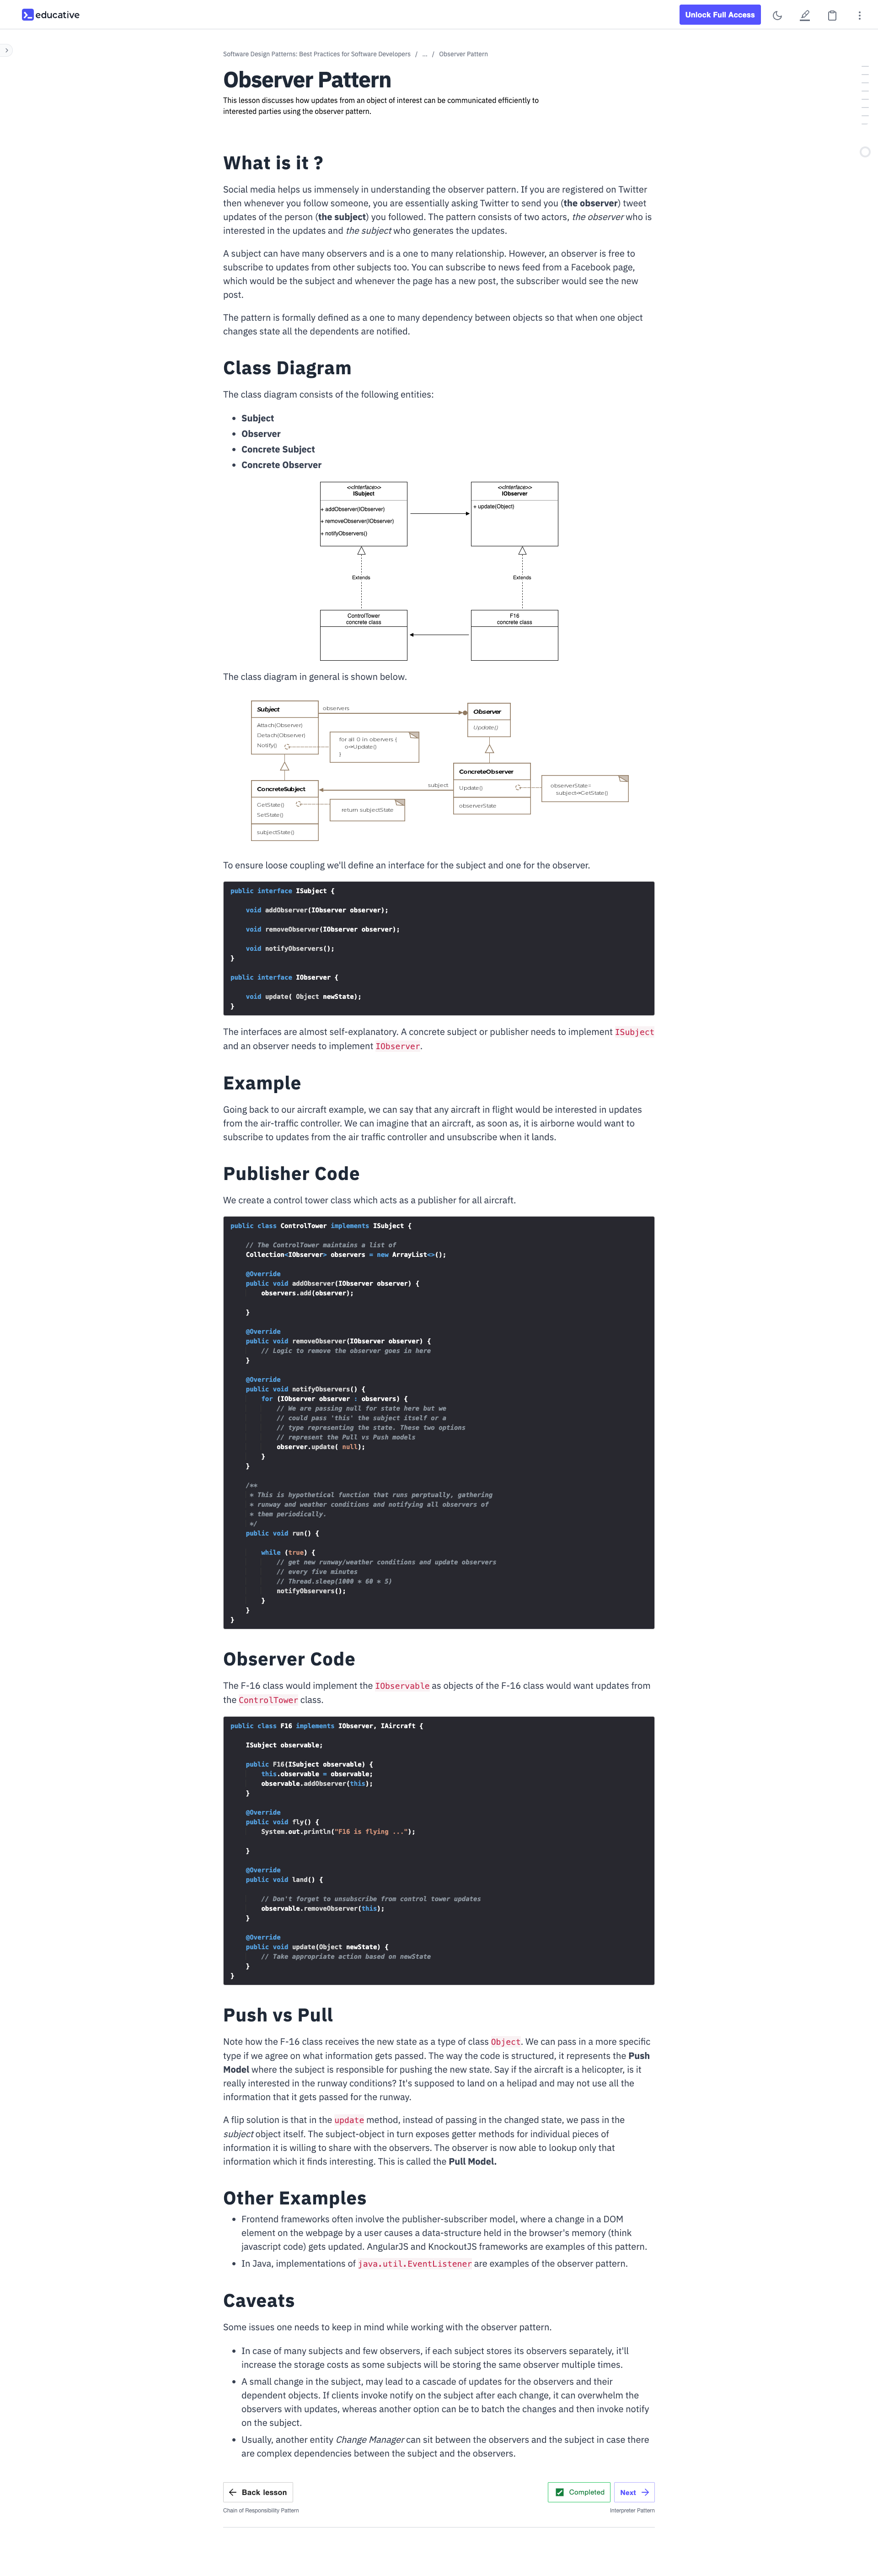 educative
Unlock Full Access
Software Design Patterns: Best Practices for Software Developers / ... / Observer Pattern
Observer Pattern
This lesson discusses how updates from an object of interest can be communicated efficiently to
interested parties using the observer pattern.
What is it ?
Social media helps us immensely in understanding the observer pattern. If you are registered on Twitter
then whenever you follow someone, you are essentially asking Twitter to send you (the observer) tweet
updates of the person (the subject) you followed. The pattern consists of two actors, the observer who is
interested in the updates and the subject who generates the updates.
A subject can have many observers and is a one to many relationship. However, an observer is free to
subscribe to updates from other subjects too. You can subscribe to news feed from a Facebook page,
which would be the subject and whenever the page has a new post, the subscriber would see the new
post.
The pattern is formally defined as a one to many dependency between objects so that when one object
changes state all the dependents are notified.
Class Diagram
The class diagram consists of the following entities:
• Subject
• Observer
• Concrete Subject
• Concrete Observer
<<Interface>>
ISubject
+ addObserver(IObserver)
+ removeObserver(IObserver)
+ notifyObservers()
<<Interface>>
IObserver
+ update(Object)
Extends
Extends
ControlTower
concrete class
F16
concrete class
The class diagram in general is shown below.
Subject
Attach(Observer)
Detach(Observer)
Notify()
observers
Observer
Update()
for all 0 in obervers {
o→Update()
}
ConcreteSubject
GetState()
SetState()
subjectState()
return subjectState
subject
ConcreteObserver
Update()
observerState
observerState=
subject→GetState()
To ensure loose coupling we'll define an interface for the subject and one for the observer.
public interface ISubject {
void addObserver(IObserver observer);
void removeObserver(IObserver observer);
void notifyObservers();
}
public interface IObserver {
void update( Object newState);
}
The interfaces are almost self-explanatory. A concrete subject or publisher needs to implement ISubject
and an observer needs to implement IObserver.
Example
Going back to our aircraft example, we can say that any aircraft in flight would be interested in updates
from the air-traffic controller. We can imagine that an aircraft, as soon as, it is airborne would want to
subscribe to updates from the air traffic controller and unsubscribe when it lands.
Publisher Code
We create a control tower class which acts as a publisher for all aircraft.
public class ControlTower implements ISubject {
// The ControlTower maintains a list of
Collection<IObserver> observers = new ArrayList<>();
@Override
public void addObserver(IObserver observer) {
observers.add(observer);
}
@Override
public void removeObserver(IObserver observer) {
// Logic to remove the observer goes in here
}
@Override
public void notifyObservers() {
for (IObserver observer : observers) {
// We are passing null for state here but we
// could pass 'this' the subject itself or a
// type representing the state. These two options
// represent the Pull vs Push models
observer.update( null);
}
}
/**
* This is hypothetical function that runs perptually, gathering
* runway and weather conditions and notifying all observers of
* them periodically.
*/
public void run() {
while (true) {
// get new runway/weather conditions and update observers
// every five minutes
// Thread.sleep(1000 * 60 * 5)
notifyObservers();
}
}
}
Observer Code
The F-16 class would implement the IObservable as objects of the F-16 class would want updates from
the ControlTower class.
public class F16 implements IObserver, IAircraft {
ISubject observable;
public F16(ISubject observable) {
this.observable = observable;
observable.addObserver(this);
}
@Override
public void fly() {
System.out.println("F16 is flying ...");
}
@Override
public void land() {
// Don't forget to unsubscribe from control tower updates
observable.removeObserver(this);
}
@Override
public void update(Object newState) {
// Take appropriate action based on newState
}
}
Push vs Pull
Note how the F-16 class receives the new state as a type of class Object. We can pass in a more specific
type if we agree on what information gets passed. The way the code is structured, it represents the Push
Model where the subject is responsible for pushing the new state. Say if the aircraft is a helicopter, is it
really interested in the runway conditions? It's supposed to land on a helipad and may not use all the
information that it gets passed for the runway.
A flip solution is that in the update method, instead of passing in the changed state, we pass in the
subject object itself. The subject-object in turn exposes getter methods for individual pieces of
information it is willing to share with the observers. The observer is now able to lookup only that
information which it finds interesting. This is called the Pull Model.
Other Examples
• Frontend frameworks often involve the publisher-subscriber model, where a change in a DOM
element on the webpage by a user causes a data-structure held in the browser's memory (think
javascript code) gets updated. AngularJS and KnockoutJS frameworks are examples of this pattern.
• In Java, implementations of java.util.EventListener are examples of the observer pattern.
Caveats
Some issues one needs to keep in mind while working with the observer pattern.
• In case of many subjects and few observers, if each subject stores its observers separately, it'll
increase the storage costs as some subjects will be storing the same observer multiple times.
• A small change in the subject, may lead to a cascade of updates for the observers and their
dependent objects. If clients invoke notify on the subject after each change, it can overwhelm the
observers with updates, whereas another option can be to batch the changes and then invoke notify
on the subject.
• Usually, another entity Change Manager can sit between the observers and the subject in case there
are complex dependencies between the subject and the observers.
Back lesson
Completed
Next
Chain of Responsibility Pattern
Interpreter Pattern